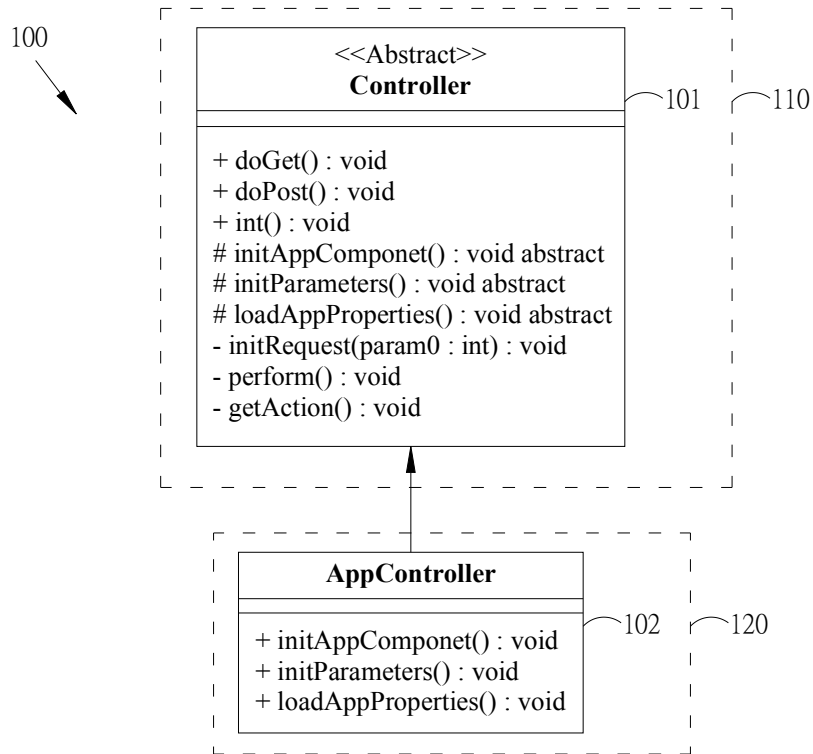 100
<<Abstract>>
Controller
101
110
+ doGet() : void
+ doPost() : void
+ int() : void
# initAppComponet() : void abstract
# initParameters() : void abstract
# loadAppProperties() : void abstract
- initRequest(param0 : int) : void
- perform() : void
- getAction() : void
AppController
102
120
+ initAppComponet() : void
+ initParameters() : void
+ loadAppProperties() : void